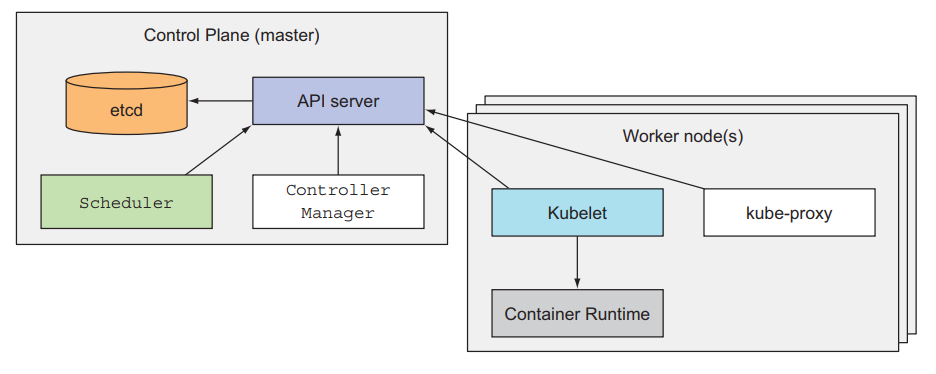 Control Plane (master)
etcd
API server
Scheduler
Controller
Manager
Worker node(s)
Kubelet
kube-proxy
Container Runtime